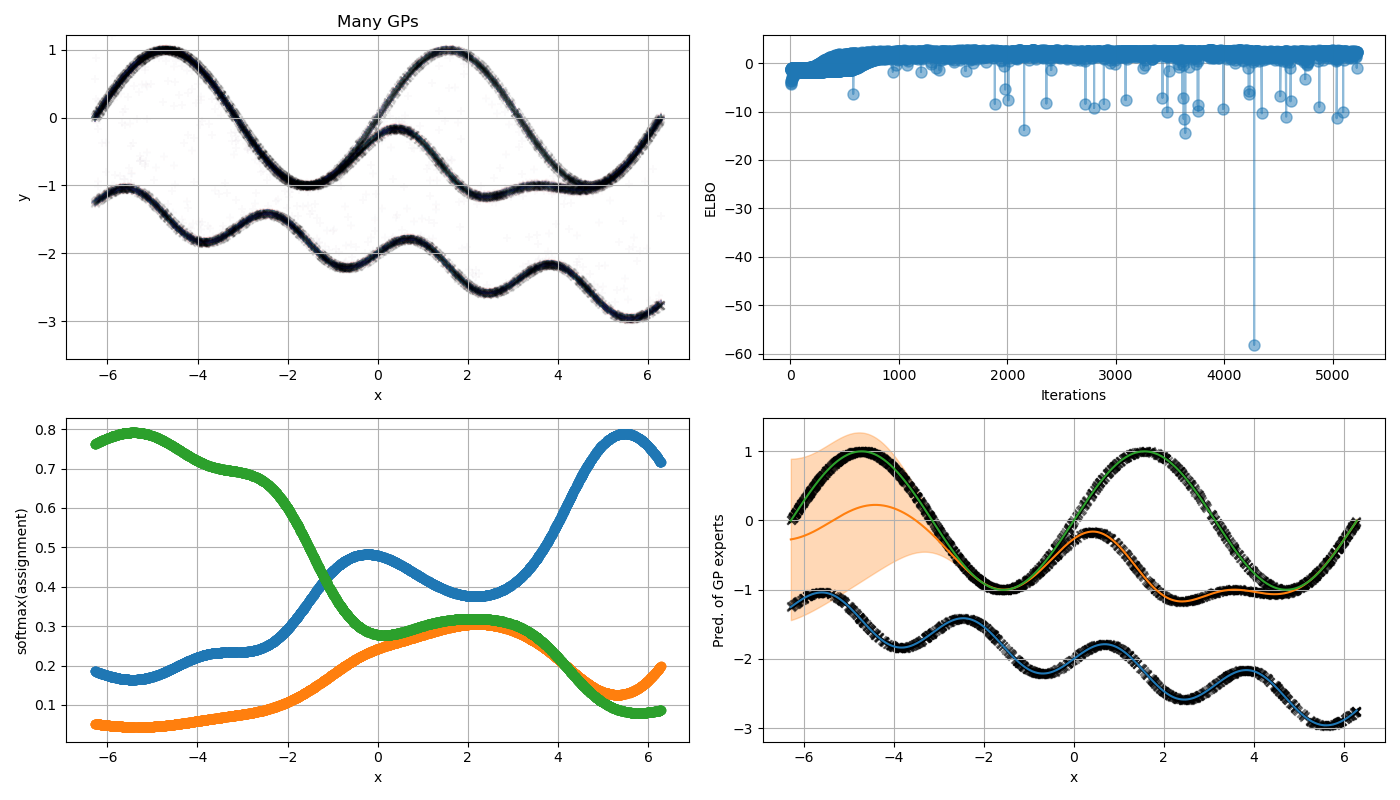 Many GPs
y
1
0
−1
−2
−3
−6 −4 −2 0 2 4 6
x
ELBO
0
−10
−20
−30
−40
−50
−60
0 1000 2000 3000 4000 5000
Iterations
softmax(assignment)
0.8
0.7
0.6
0.5
0.4
0.3
0.2
0.1
−6 −4 −2 0 2 4 6
x
Pred. of GP experts
1
0
−1
−2
−3
−6 −4 −2 0 2 4 6
x